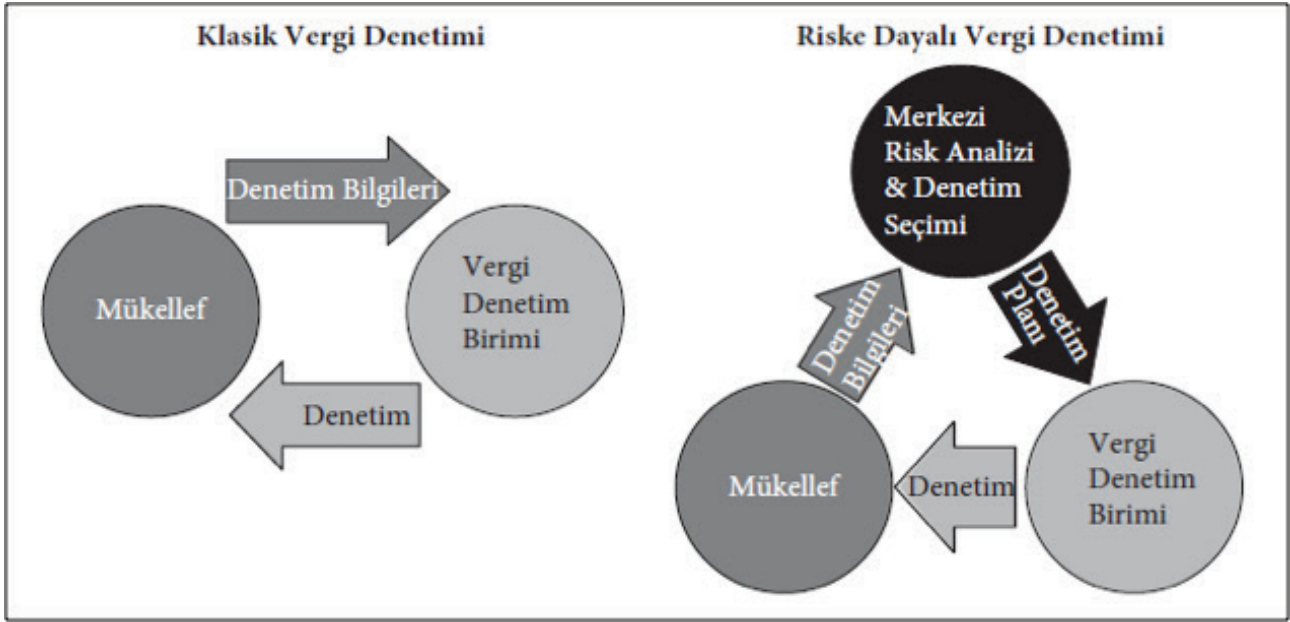 Klasik Vergi Denetimi
Denetim Bilgileri
Mükellef
Vergi
Denetim
Birimi
Denetim
Riske Dayalı Vergi Denetimi
Merkezi
Risk Analizi
& Denetim
Seçimi
Denetim
Bilgileri
Denetim
Planı
Mükellef
Denetim
Vergi
Denetim
Birimi